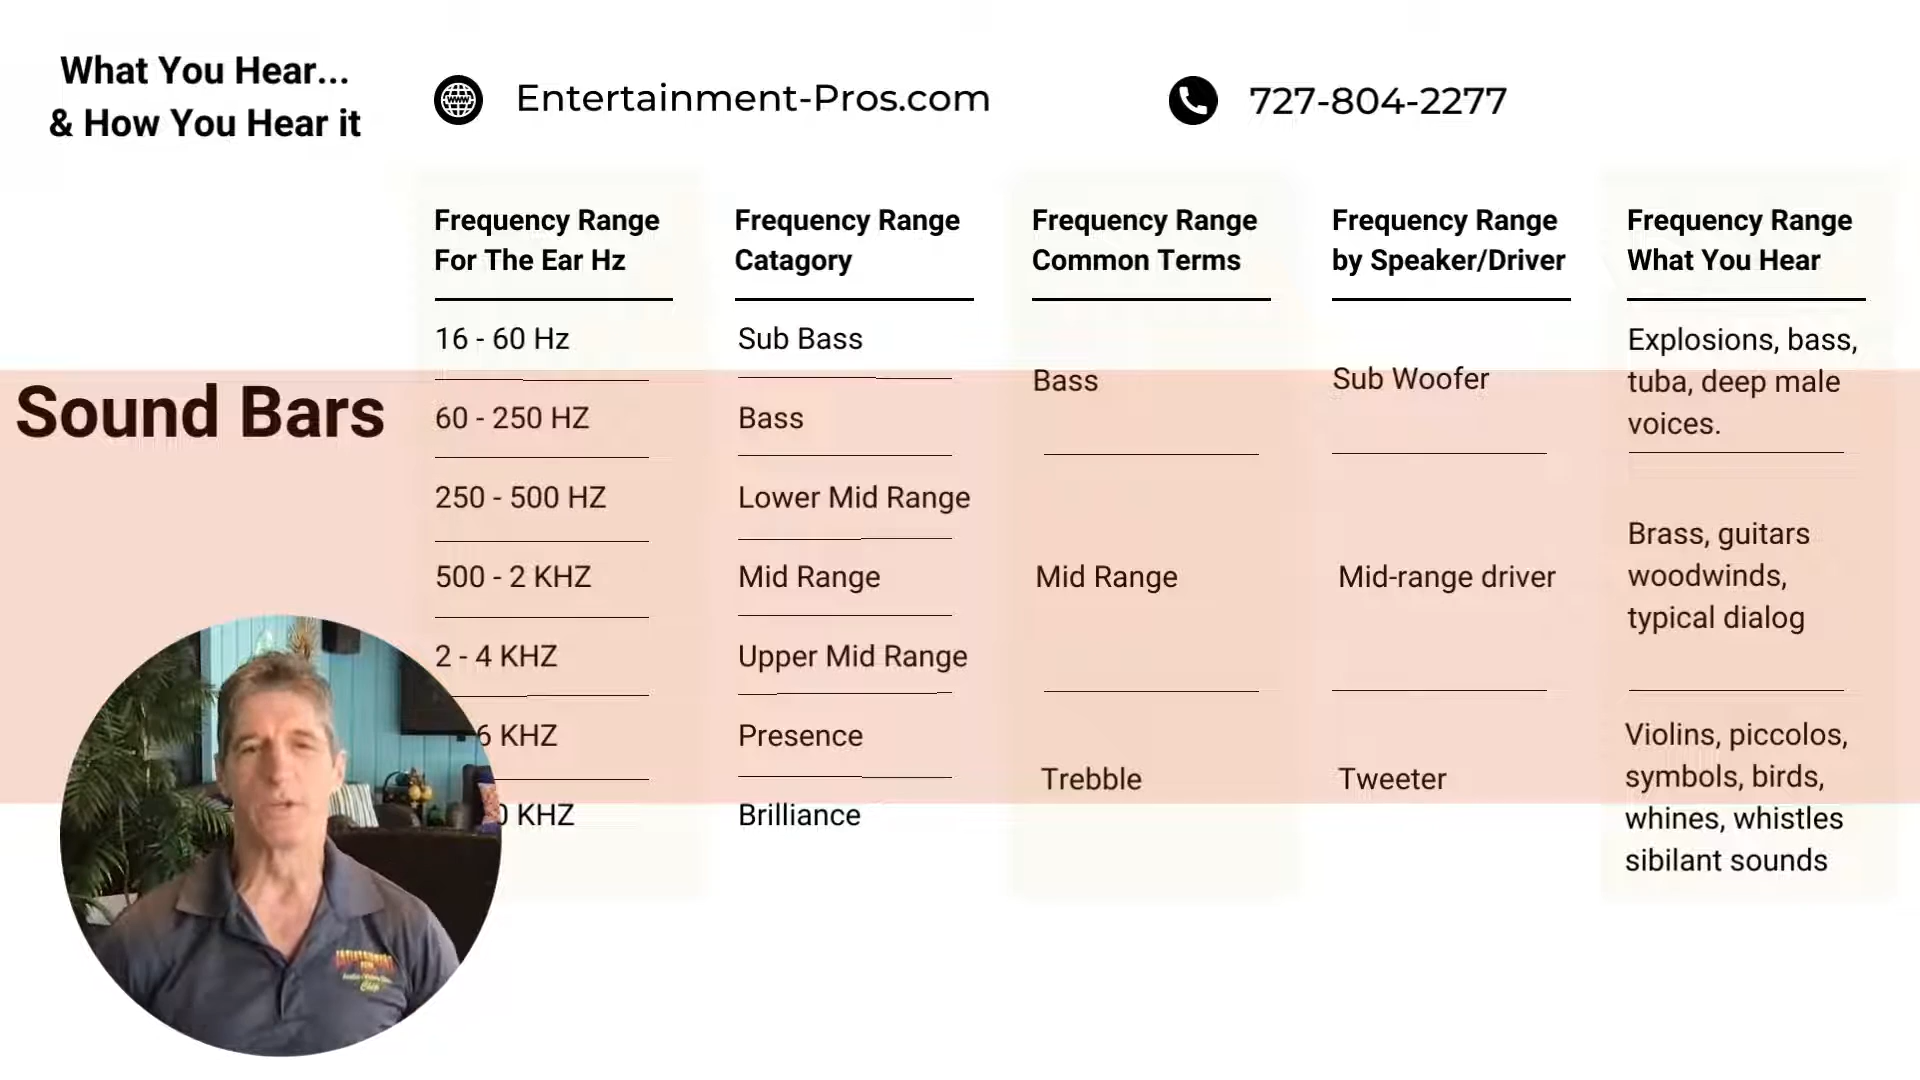 What You Hear...
& How You Hear it
Entertainment-Pros.com
727-804-2277
Frequency Range
For The Ear Hz
Frequency Range
Catagory
Frequency Range
Common Terms
Frequency Range
by Speaker/Driver
Frequency Range
What You Hear
Sound Bars
16 - 60 Hz
60 - 250 HZ
250 - 500 HZ
500 - 2 KHZ
2 - 4 KHZ
6 KHZ
KHZ
Sub Bass
Bass
Lower Mid Range
Mid Range
Upper Mid Range
Presence
Brilliance
Bass
Mid Range
Trebble
Sub Woofer
Mid-range driver
Tweeter
Explosions, bass,
tuba, deep male
voices.
Brass, guitars
woodwinds,
typical dialog
Violins, piccolos,
symbols, birds,
whines, whistles
sibilant sounds